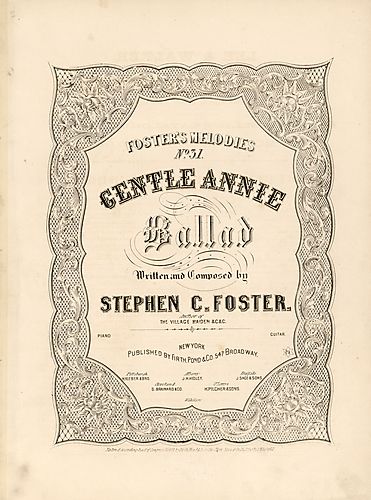 FOSTER'S MELODIES
No. 31.
GENTLE ANNIE
Ballad
Written and Composed by
STEPHEN C. FOSTER.
Author of
THE VILLAGE MAIDEN &C.&C.
PIANO GUITAR
NEW YORK
PUBLISHED BY FIRTH, POND & CO. 547 BROADWAY.
Pittsburgh Albany Buffalo
H. KLEBER & BRO. J.H. HIDLEY. J. SAGE & SONS
Cleveland St Louis
S. BRAINARD & CO. H. PILCHER & SONS